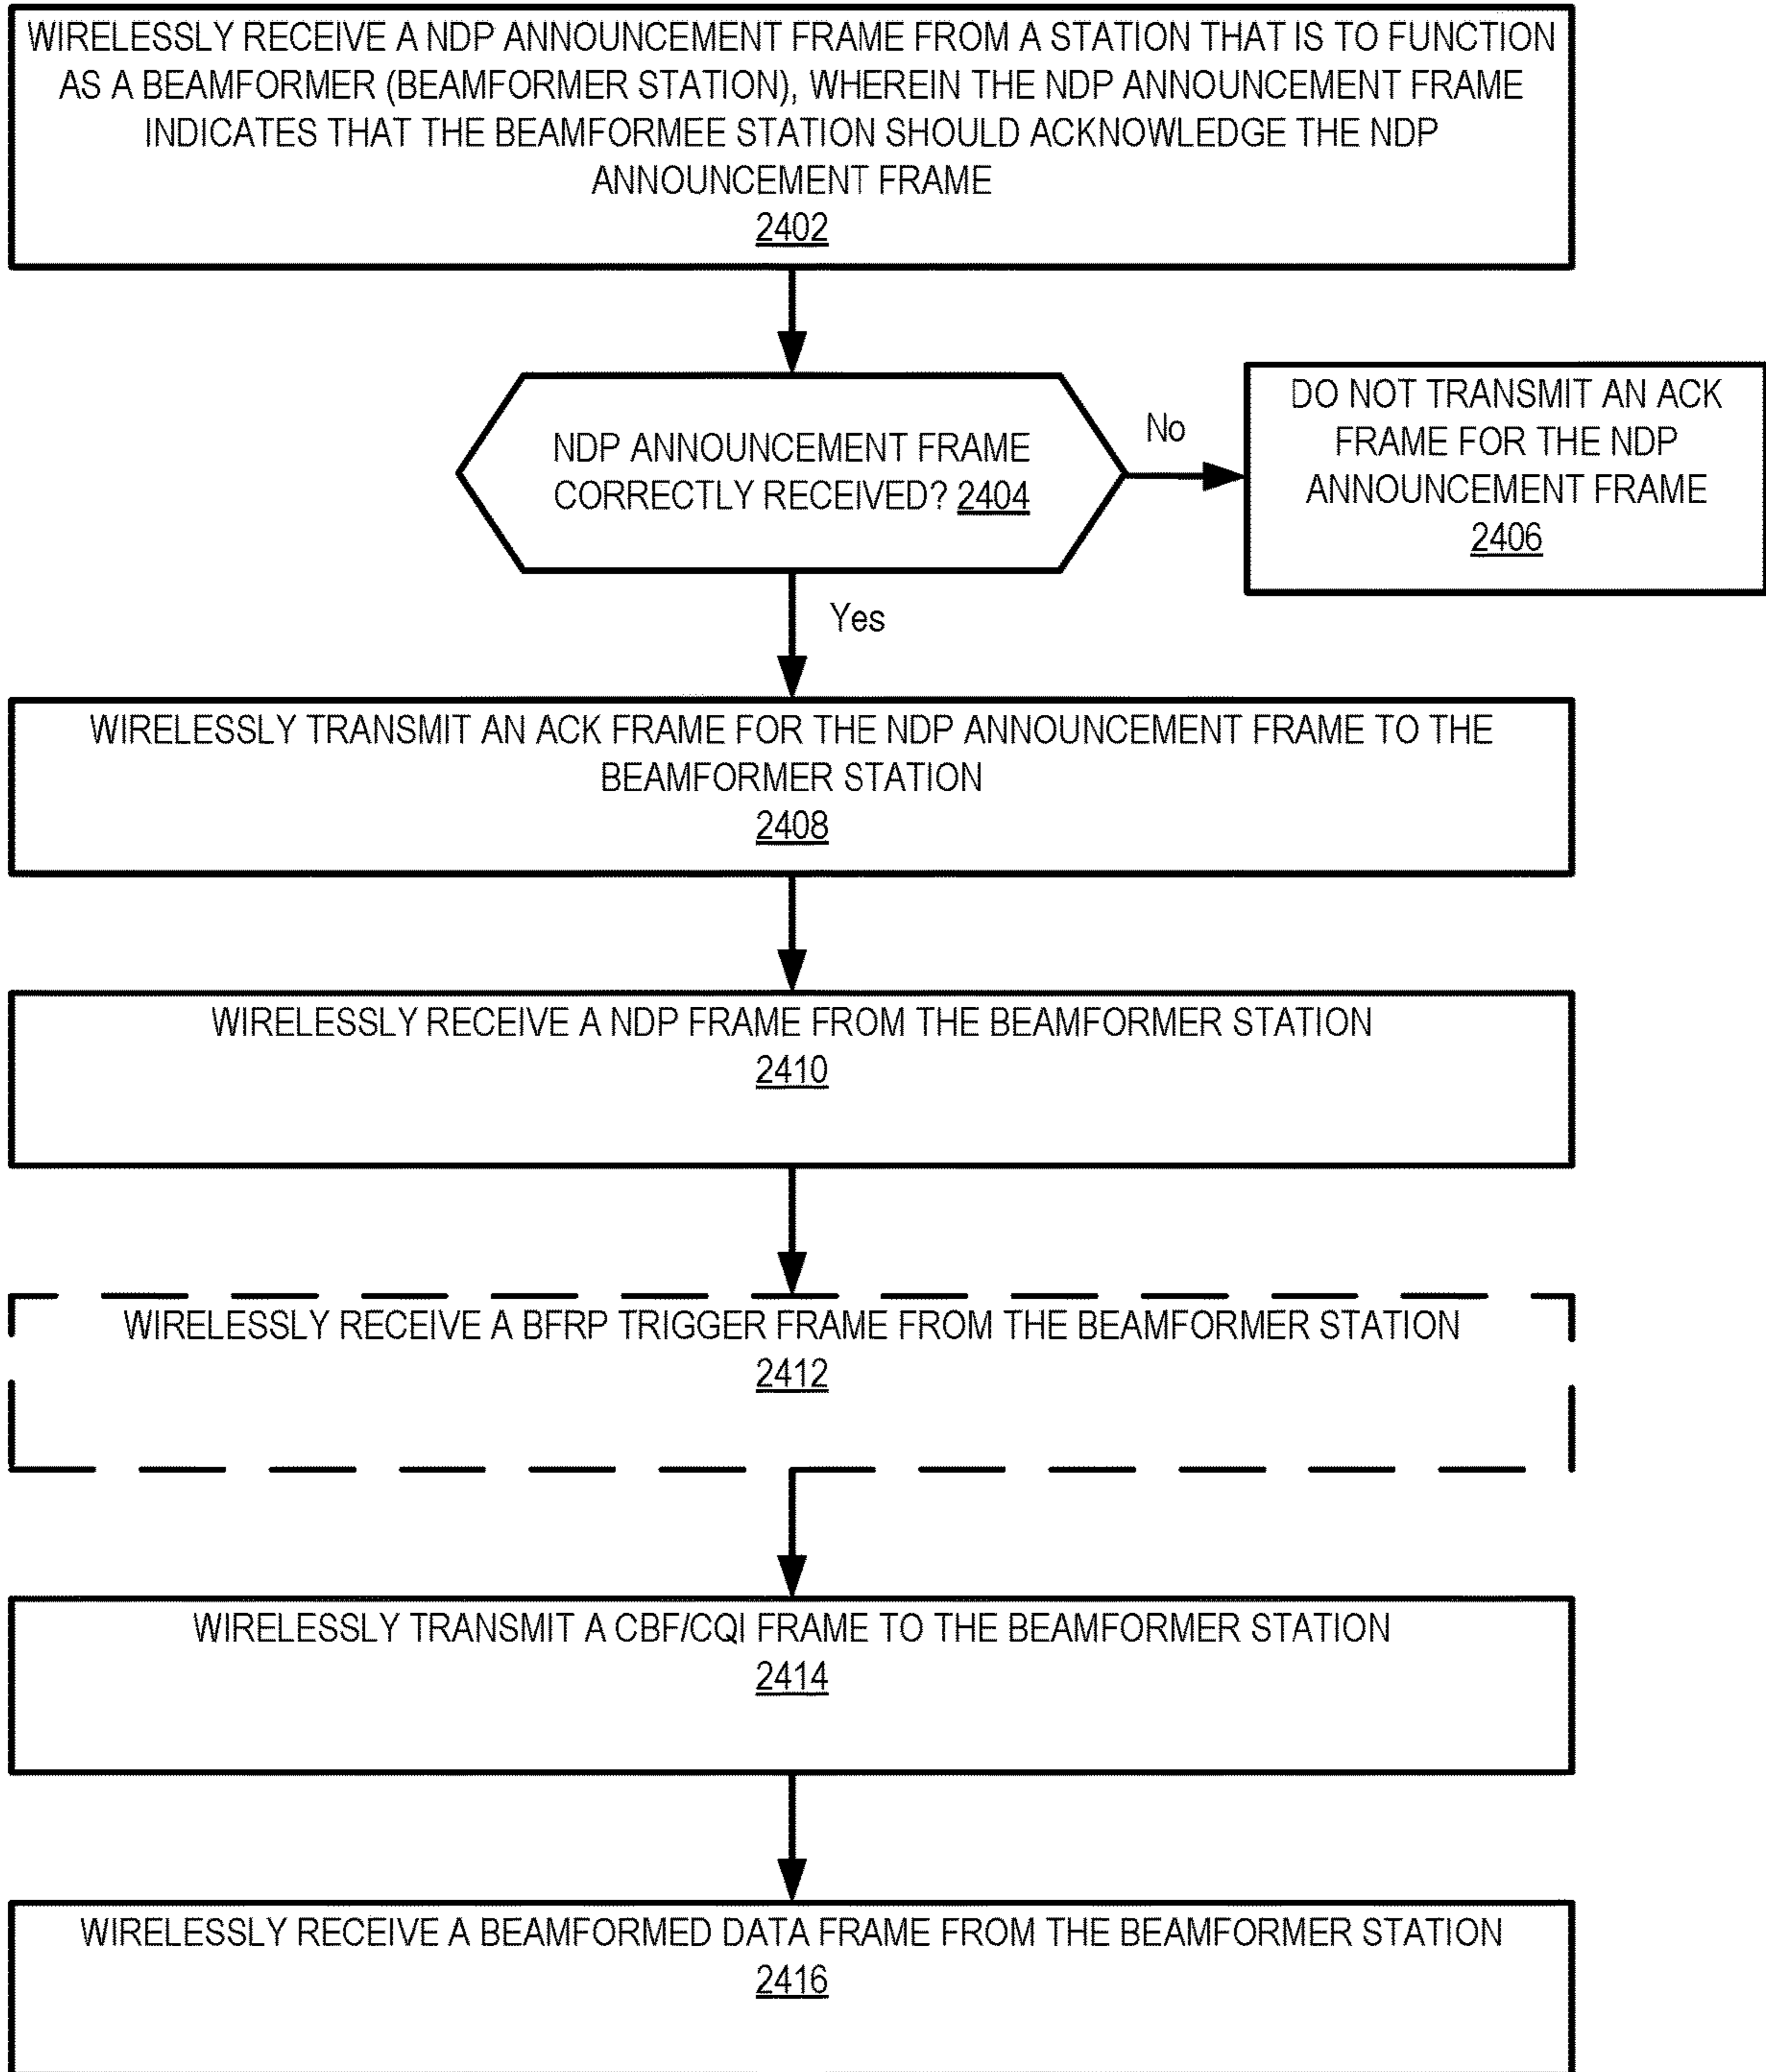 WIRELESSLY RECEIVE A NDP ANNOUNCEMENT FRAME FROM A STATION THAT IS TO FUNCTION
AS A BEAMFORMER (BEAMFORMER STATION), WHEREIN THE NDP ANNOUNCEMENT FRAME
INDICATES THAT THE BEAMFORMEE STATION SHOULD ACKNOWLEDGE THE NDP
ANNOUNCEMENT FRAME
2402
NDP ANNOUNCEMENT FRAME
CORRECTLY RECEIVED? 2404
No
DO NOT TRANSMIT AN ACK
FRAME FOR THE NDP
ANNOUNCEMENT FRAME
2406
Yes
WIRELESSLY TRANSMIT AN ACK FRAME FOR THE NDP ANNOUNCEMENT FRAME TO THE
BEAMFORMER STATION
2408
WIRELESSLY RECEIVE A NDP FRAME FROM THE BEAMFORMER STATION
2410
WIRELESSLY RECEIVE A BFRP TRIGGER FRAME FROM THE BEAMFORMER STATION
2412
WIRELESSLY TRANSMIT A CBF/CQI FRAME TO THE BEAMFORMER STATION
2414
WIRELESSLY RECEIVE A BEAMFORMED DATA FRAME FROM THE BEAMFORMER STATION
2416